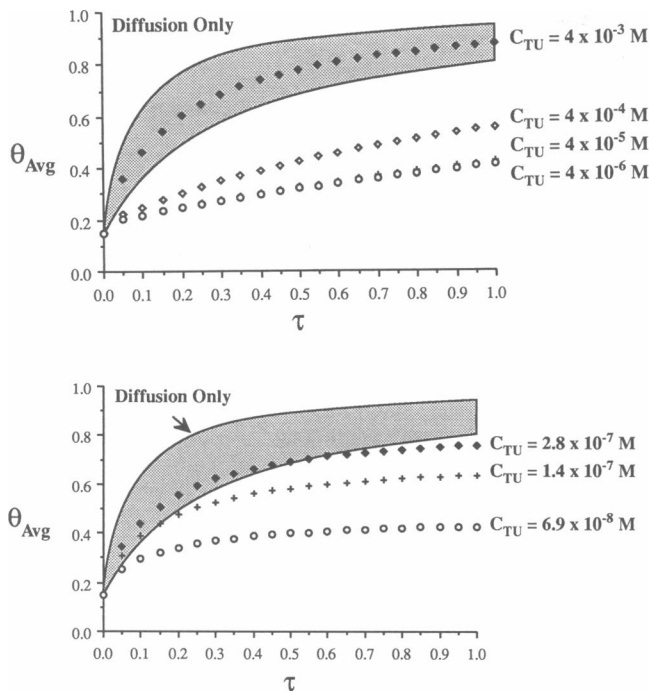 Diffusion Only
1.0
0.8
0.6
0.4
0.2
0.0
θAvg
C_TU = 4 x 10^-3 M
C_TU = 4 x 10^-4 M
C_TU = 4 x 10^-5 M
C_TU = 4 x 10^-6 M
0.0 0.1 0.2 0.3 0.4 0.5 0.6 0.7 0.8 0.9 1.0
τ
Diffusion Only
1.0
0.8
0.6
0.4
0.2
0.0
θAvg
C_TU = 2.8 x 10^-7 M
C_TU = 1.4 x 10^-7 M
C_TU = 6.9 x 10^-8 M
0.0 0.1 0.2 0.3 0.4 0.5 0.6 0.7 0.8 0.9 1.0
τ